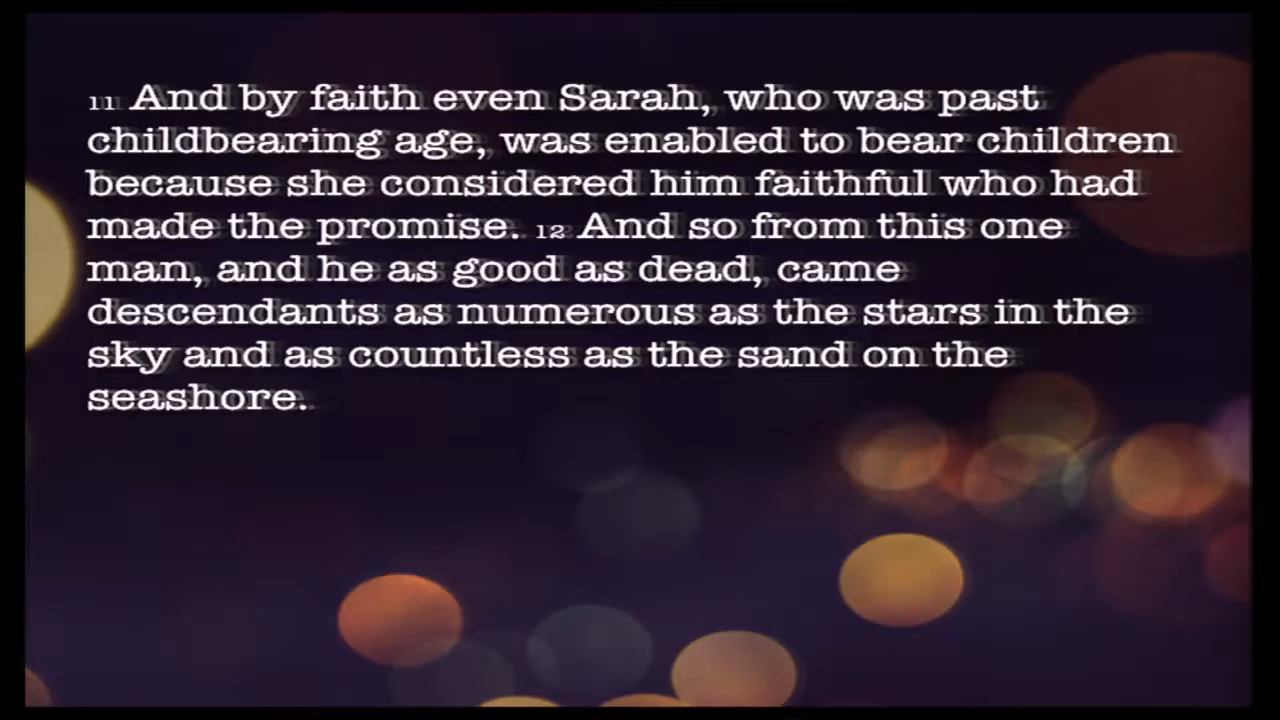 11 And by faith even Sarah, who was past
childbearing age, was enabled to bear children
because she considered him faithful who had
made the promise. 12 And so from this one
man, and he as good as dead, came
descendants as numerous as the stars in the
sky and as countless as the sand on the
seashore.